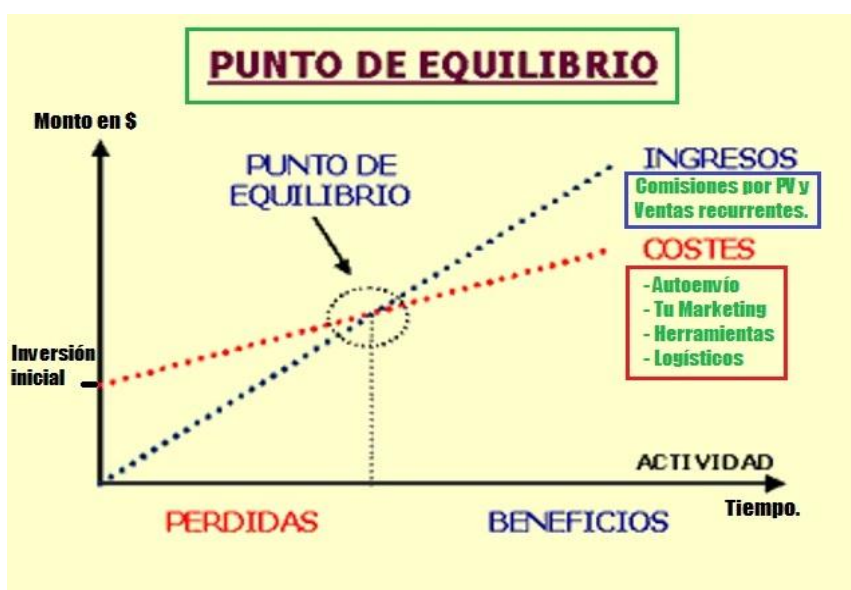 PUNTO DE EQUILIBRIO
Monto en $
PUNTO DE
EQUILIBRIO
INGRESOS
Comisiones por PV y
Ventas recurrentes.
COSTES
- Autoenvío
- Tu Marketing
- Herramientas
- Logísticos
Inversión
inicial
ACTIVIDAD
Tiempo.
PERDIDAS
BENEFICIOS